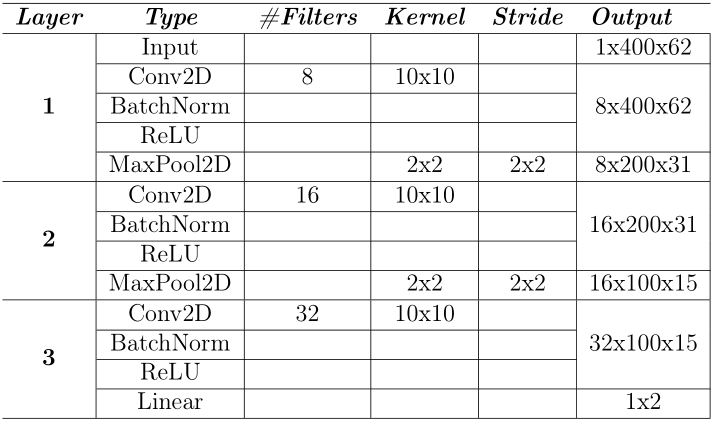 Layer Type #Filters Kernel Stride Output
Input 1x400x62
Conv2D 8 10x10
1 BatchNorm 8x400x62
ReLU
MaxPool2D 2x2 2x2 8x200x31
Conv2D 16 10x10
BatchNorm 16x200x31
2
ReLU
MaxPool2D 2x2 2x2 16x100x15
Conv2D 32 10x10
BatchNorm 32x100x15
3
ReLU
Linear 1x2